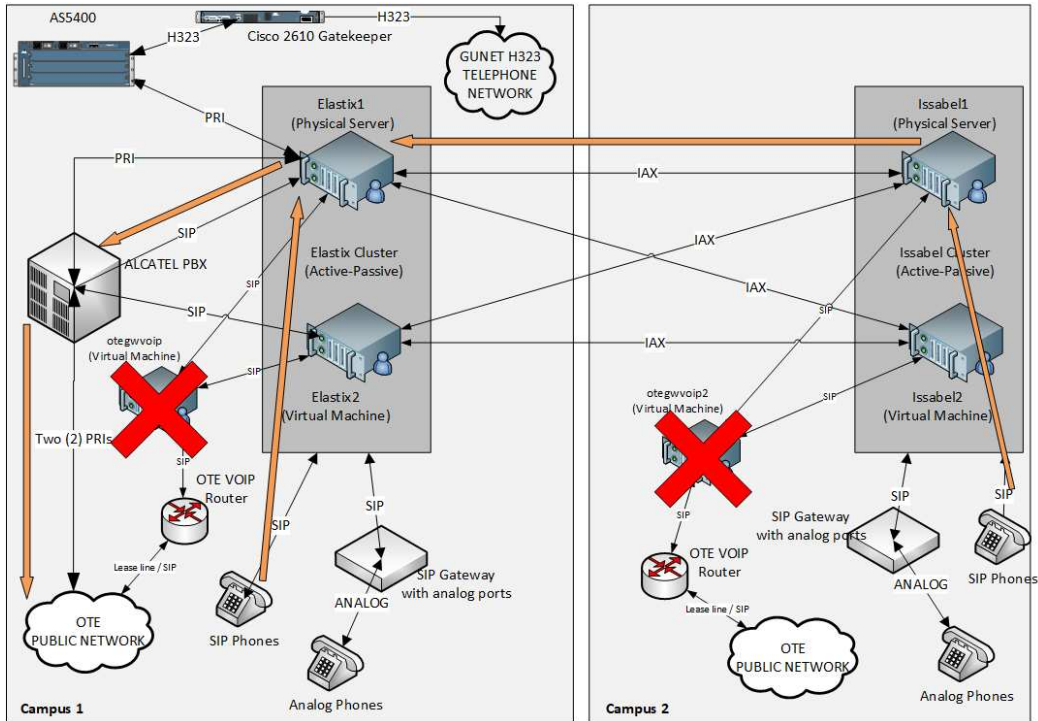 AS5400
H323
H323
Cisco 2610 Gatekeeper
GUNET H323
TELEPHONE
NETWORK
Elastix1
(Physical Server)
Issabel1
(Physical Server)
PRI
PRI
IAX
SIP
ALCATEL PBX
Elastix Cluster
(Active-Passive)
IAX
Issabel Cluster
(Active-Passive)
SIP
IAX
SIP
SIP
otegwvoip
(Virtual Machine)
IAX
SIP
Elastix2
(Virtual Machine)
otegwvoip2
(Virtual Machine)
SIP
Issabel2
(Virtual Machine)
Two (2) PRIs
SIP
OTE VOIP
Router
SIP
SIP
SIP
SIP
SIP
SIP Gateway
with analog ports
OTE VOIP
Router
Lease line / SIP
SIP Gateway
with analog ports
SIP Phones
ANALOG
ANALOG
Lease line / SIP
OTE
PUBLIC NETWORK
SIP Phones
OTE
PUBLIC NETWORK
Analog Phones
Analog Phones
Campus 1
Campus 2